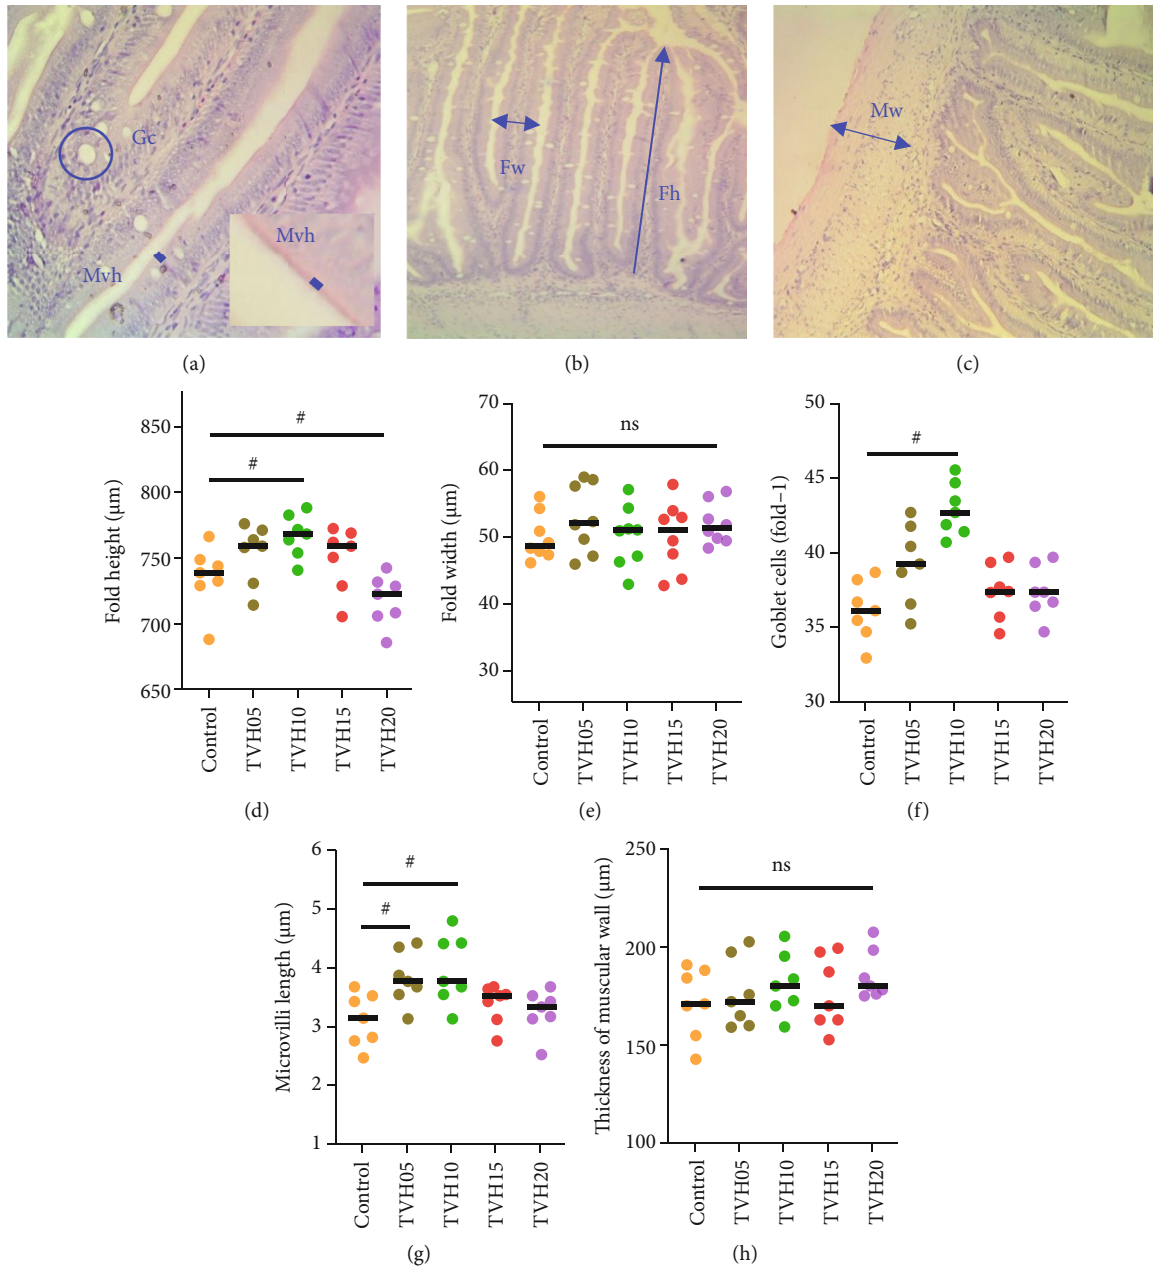 Gc
Mvh
Mvh
(a)
Fw
Fh
(b)
Mw
(c)
Fold height (μm)
850
800
750
700
650
#
#
Control
TVH05
TVH10
TVH15
TVH20
(d)
Fold width (μm)
70
60
50
40
30
ns
Control
TVH05
TVH10
TVH15
TVH20
(e)
Goblet cells (fold−1)
50
45
40
35
30
#
Control
TVH05
TVH10
TVH15
TVH20
(f)
Microvilli length (μm)
6
5
4
3
2
1
#
#
Control
TVH05
TVH10
TVH15
TVH20
(g)
Thickness of muscular wall (μm)
250
200
150
100
ns
Control
TVH05
TVH10
TVH15
TVH20
(h)